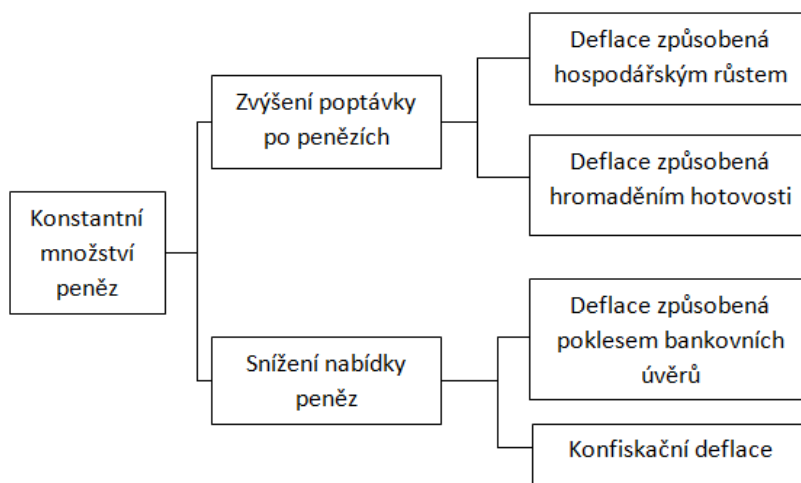 Konstantní
množství
peněz
Zvýšení poptávky
po penězích
Deflace způsobená
hospodářským růstem
Deflace způsobená
hromaděním hotovosti
Snížení nabídky
peněz
Deflace způsobená
poklesem bankovních
úvěrů
Konfiskační deflace